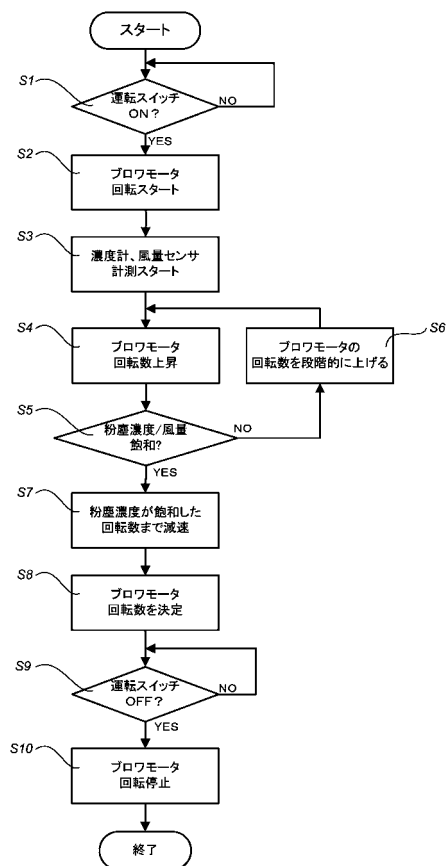 スタート
S1
運転スイッチ
ON？
NO
YES
S2
ブロワモータ
回転スタート
S3
濃度計、風量センサ
計測スタート
S4
ブロワモータ
回転数上昇
S6
ブロワモータの
回転数を段階的に上げる
S5
粉塵濃度/風量
飽和?
NO
YES
S7
粉塵濃度が飽和した
回転数まで減速
S8
ブロワモータ
回転数を決定
S9
運転スイッチ
OFF？
NO
YES
S10
ブロワモータ
回転停止
終了